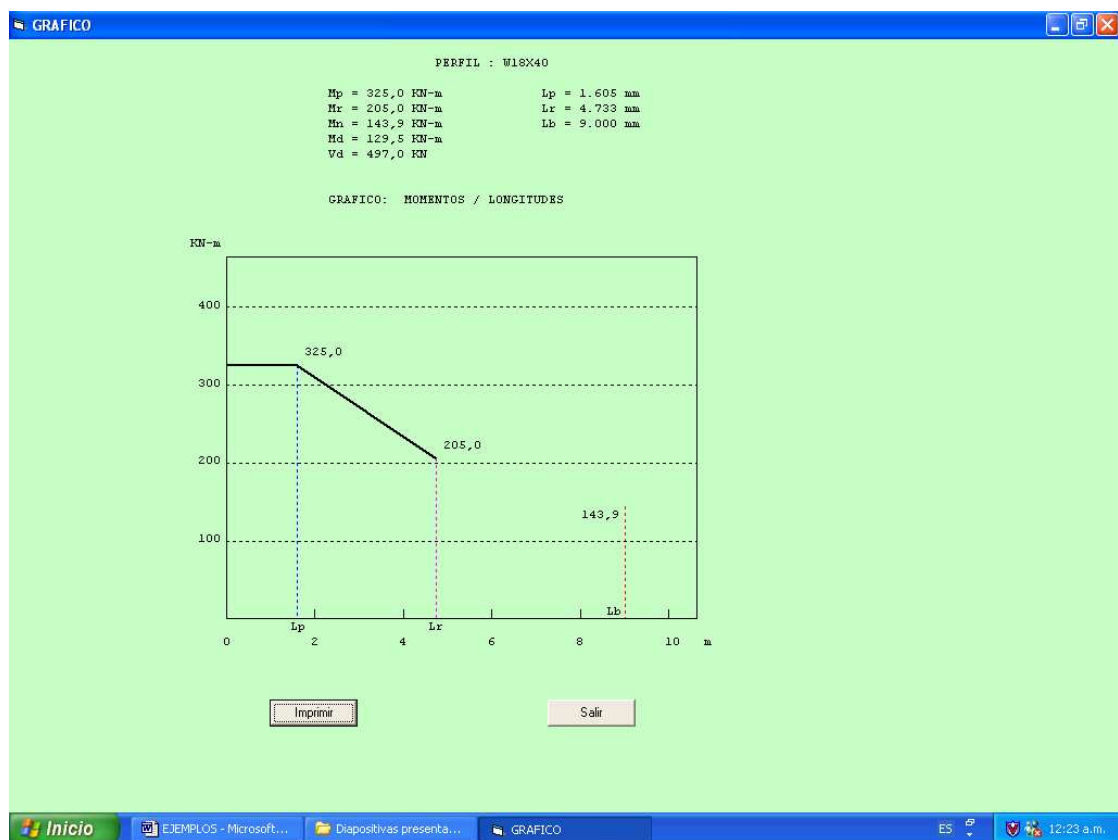 GRAFICO
PERFIL : W18X40
Mp = 325,0 KN-m Lp = 1.605 mm
Mr = 205,0 KN-m Lr = 4.733 mm
Mn = 143,9 KN-m Lb = 9.000 mm
Md = 129,5 KN-m
Vd = 497,0 KN
GRAFICO: MOMENTOS / LONGITUDES
KN-m
400
325,0
300
205,0
200
143,9
100
Lb
Lp Lr
0 2 4 6 8 10 m
Imprimir Salir
Inicio EJEMPLOS - Microsoft... Diapositivas presenta... GRAFICO ES 12:23 a.m.